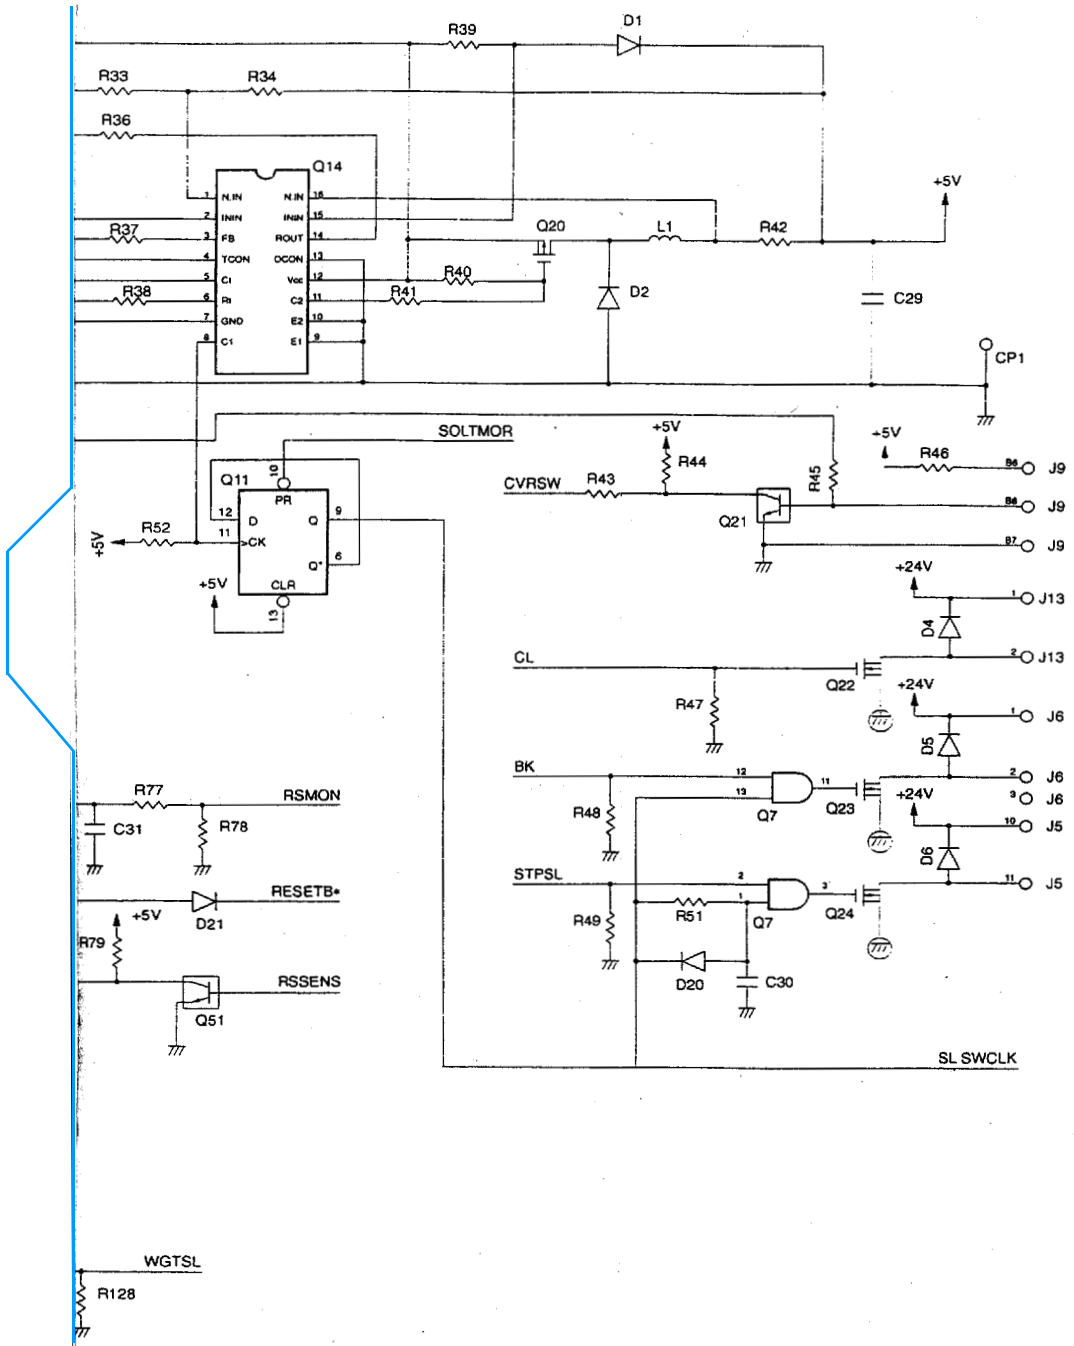 D1
R39
R33
R34
R36
Q14
1 N.IN N.IN 16
+5V
2 ININ ININ 15
Q20
L1
R42
R37
3 FB ROUT 14
4 TCON DCON 13
R40
5 CI Vcc 12
R38
6 RI C2 11
R41
D2
C29
7 GND E2 10
8 C1 E1 9
CP1
SOLTMOR
+5V
+5V
R46
B6 J9
R44
10
Q11
PR
CVRSW
R43
R45
B8 J9
12 D Q 9
Q21
R52
11 >CK
+5V
B7 J9
Q* 6
+5V
CLR
+24V
13
1 J13
D4
CL
2 J13
Q22
+24V
R47
1 J6
D5
BK
12
2 J6
13
11
R77
RSMON
+24V
3 J6
Q23
C31
R78
R48
Q7
10 J5
D6
STPSL
2
3
11 J5
RESETB*
1
Q24
+5V
D21
R49
R51
Q7
R79
RSSENS
D20
C30
Q51
SL SWCLK
WGTSL
R128